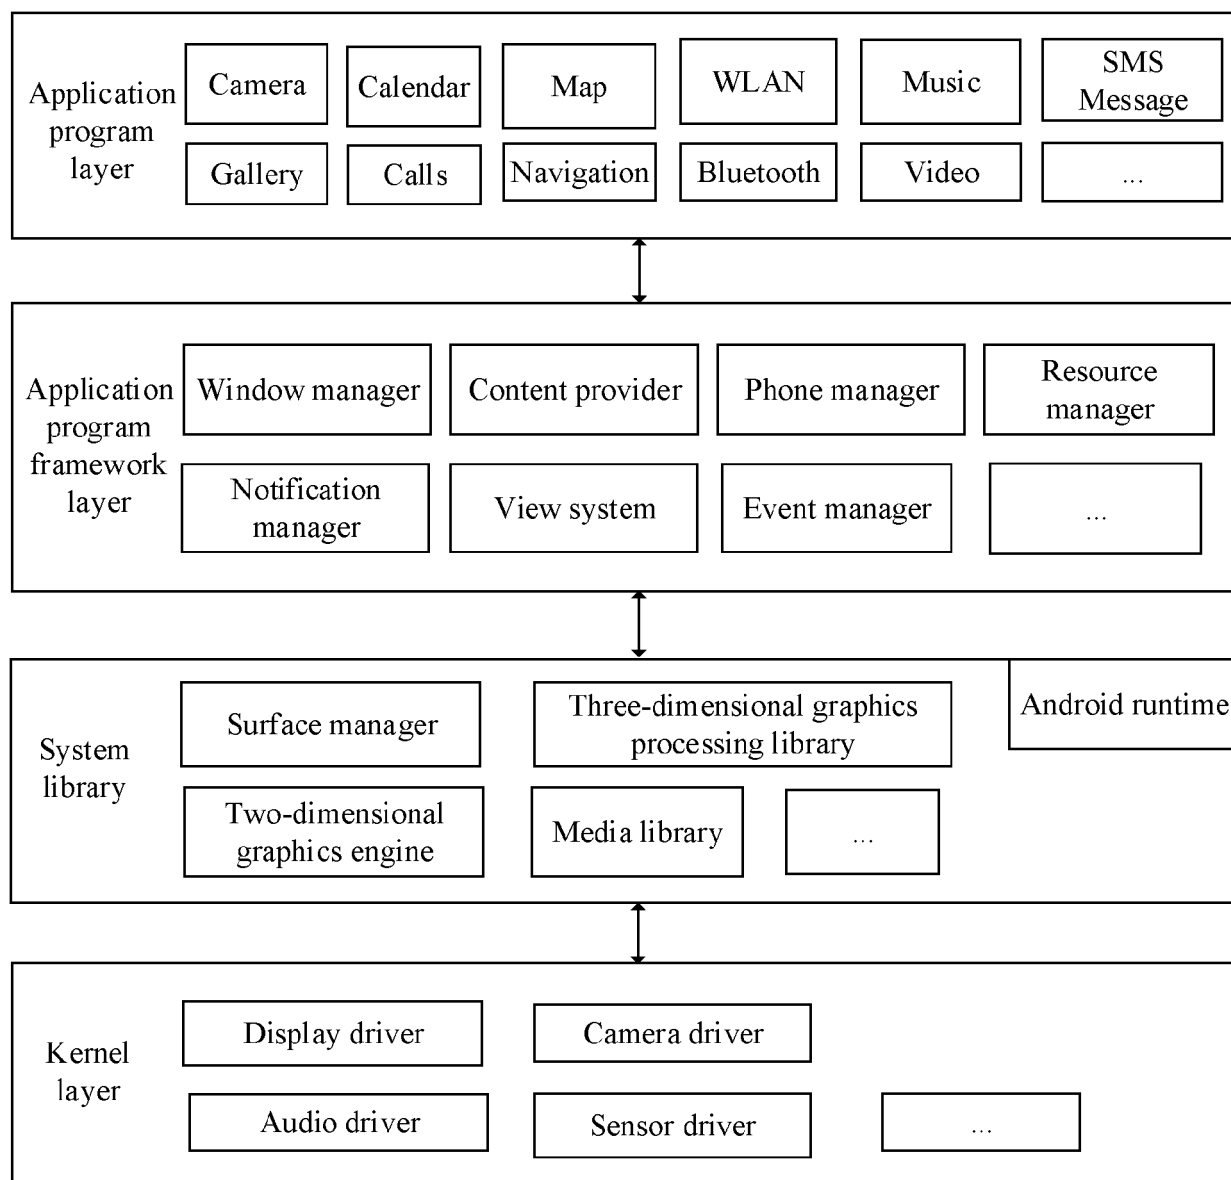 Application
program
layer
Camera
Calendar
Map
WLAN
Music
SMS
Message
Gallery
Calls
Navigation
Bluetooth
Video
...
Application
program
framework
layer
Window manager
Content provider
Phone manager
Resource
manager
Notification
manager
View system
Event manager
...
System
library
Surface manager
Three-dimensional graphics
processing library
Android runtime
Two-dimensional
graphics engine
Media library
...
Kernel
layer
Display driver
Camera driver
Audio driver
Sensor driver
...